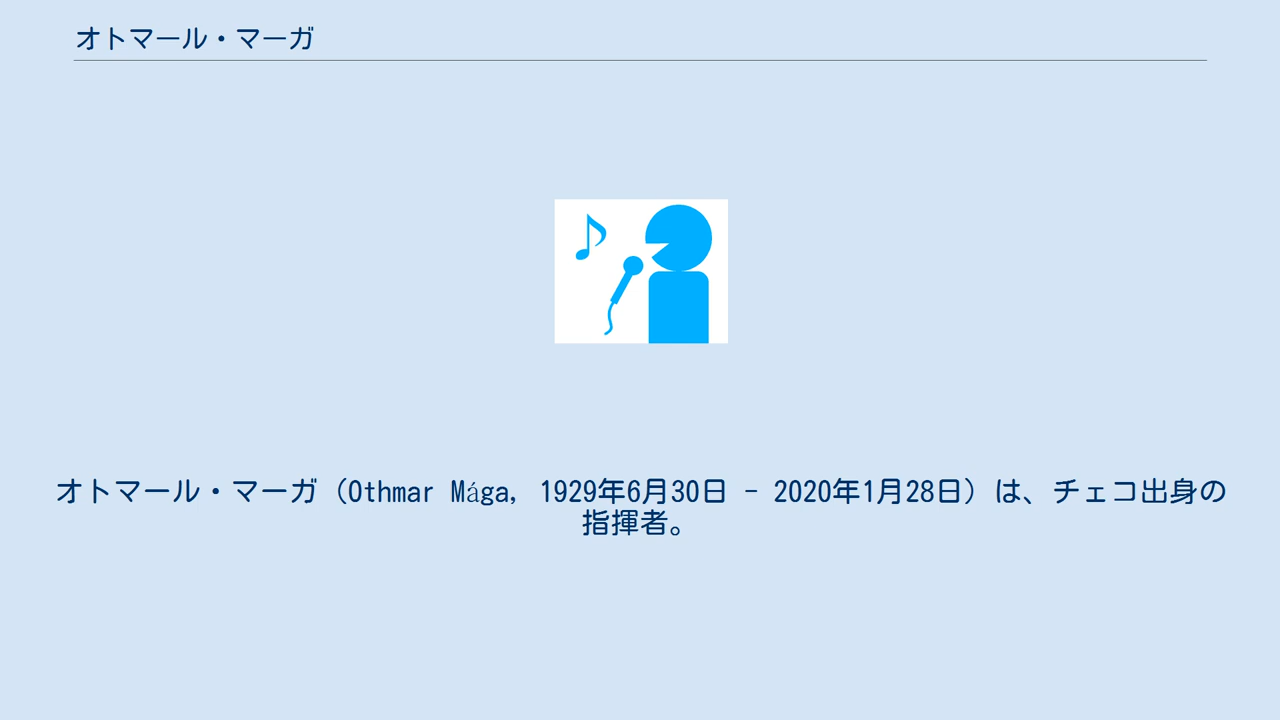 オトマール・マーガ
オトマール・マーガ（Othmar Mága, 1929年6月30日 - 2020年1月28日）は、チェコ出身の
指揮者。